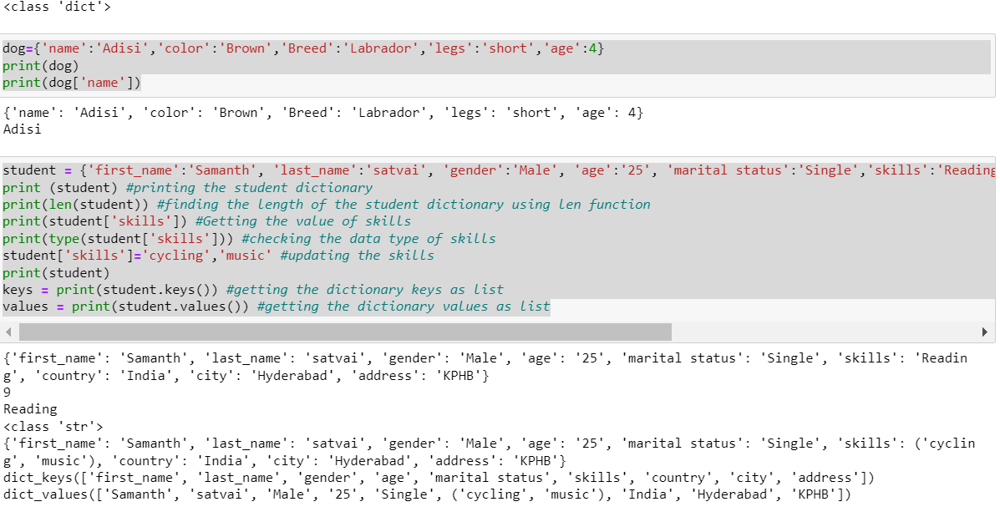 <class 'dict'>
dog={'name':'Adisi','color':'Brown','Breed':'Labrador','legs':'short','age':4}
print(dog)
print(dog['name'])
{'name': 'Adisi', 'color': 'Brown', 'Breed': 'Labrador', 'legs': 'short', 'age': 4}
Adisi
student = {'first_name':'Samanth', 'last_name':'satvai', 'gender':'Male', 'age':'25', 'marital status':'Single','skills':'Reading
print (student) #printing the student dictionary
print(len(student)) #finding the length of the student dictionary using len function
print(student['skills']) #Getting the value of skills
print(type(student['skills'])) #checking the data type of skills
student['skills']='cycling','music' #updating the skills
print(student)
keys = print(student.keys()) #getting the dictionary keys as list
values = print(student.values()) #getting the dictionary values as list
{'first_name': 'Samanth', 'last_name': 'satvai', 'gender': 'Male', 'age': '25', 'marital status': 'Single', 'skills': 'Readin
g', 'country': 'India', 'city': 'Hyderabad', 'address': 'KPHB'}
9
Reading
<class 'str'>
{'first_name': 'Samanth', 'last_name': 'satvai', 'gender': 'Male', 'age': '25', 'marital status': 'Single', 'skills': ('cyclin
g', 'music'), 'country': 'India', 'city': 'Hyderabad', 'address': 'KPHB'}
dict_keys(['first_name', 'last_name', 'gender', 'age', 'marital status', 'skills', 'country', 'city', 'address'])
dict_values(['Samanth', 'satvai', 'Male', '25', 'Single', ('cycling', 'music'), 'India', 'Hyderabad', 'KPHB'])